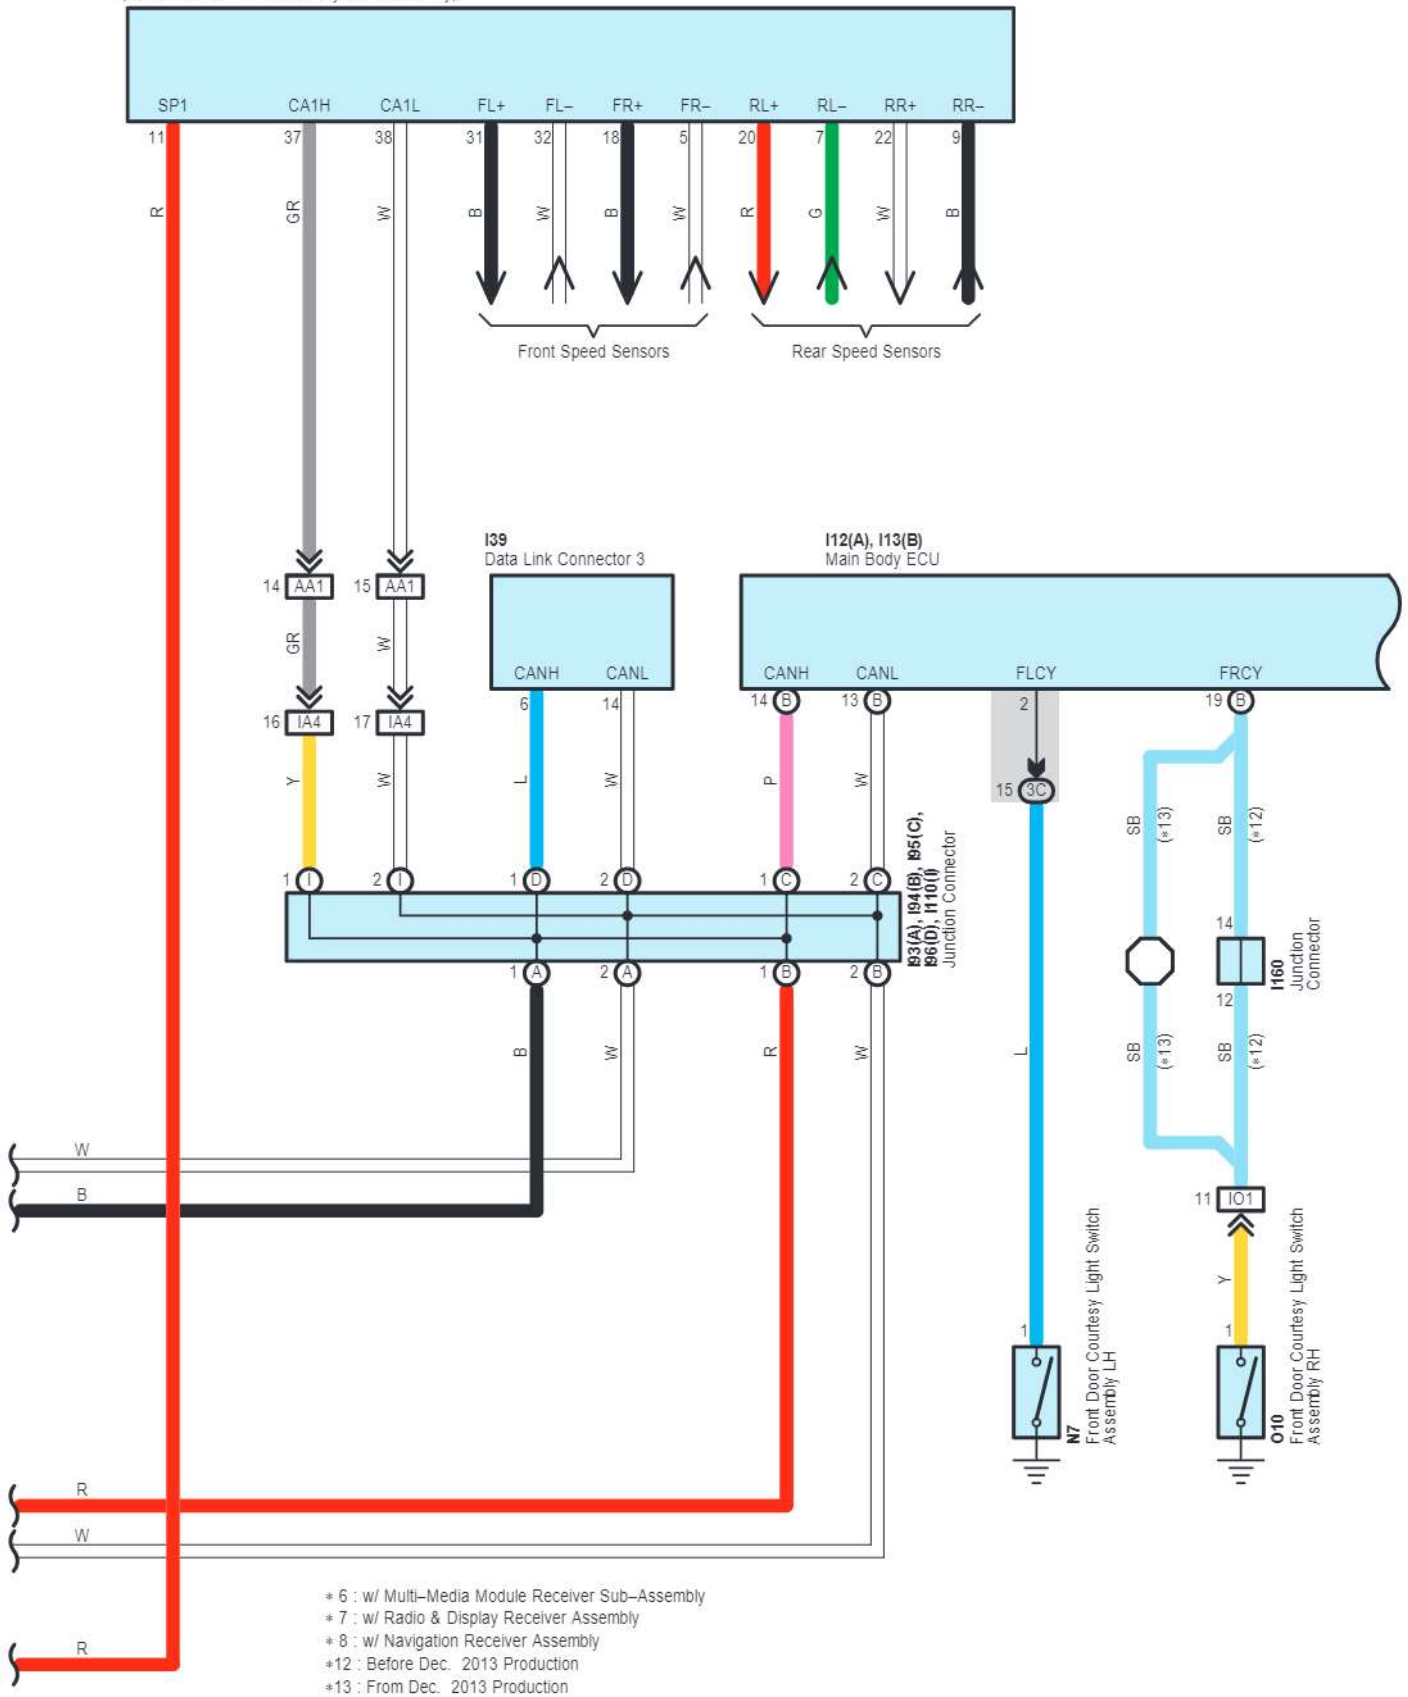 SP1 CA1H CA1L FL+ FL– FR+ FR– RL+ RL– RR+ RR–
11 37 38 31 32 18 5 20 7 22 9
R GR W B W B W R G W B
Front Speed Sensors
Rear Speed Sensors
I39
Data Link Connector 3
I12(A), I13(B)
Main Body ECU
14 AA1 15 AA1
GR W
CANH CANL
CANH CANL FLCY FRCY
6 14
14 B 13 B 2 19 B
16 IA4 17 IA4
Y W L W P W
15 3C
SB (∗13) SB (∗12)
1 I 2 I 1 D 2 D 1 C 2 C
I93(A), I94(B), I95(C),
I96(D), I110(I)
Junction Connector
14
I160
Junction
Connector
12
1 A 2 A 1 B 2 B
B W R W L
SB (∗13) SB (∗12)
W
B
11 IO1
Y
1 1
N7
Front Door Courtesy Light Switch
Assembly LH
O10
Front Door Courtesy Light Switch
Assembly RH
R
W
R
∗ 6 : w/ Multi–Media Module Receiver Sub–Assembly
∗ 7 : w/ Radio & Display Receiver Assembly
∗ 8 : w/ Navigation Receiver Assembly
∗12 : Before Dec. 2013 Production
∗13 : From Dec. 2013 Production